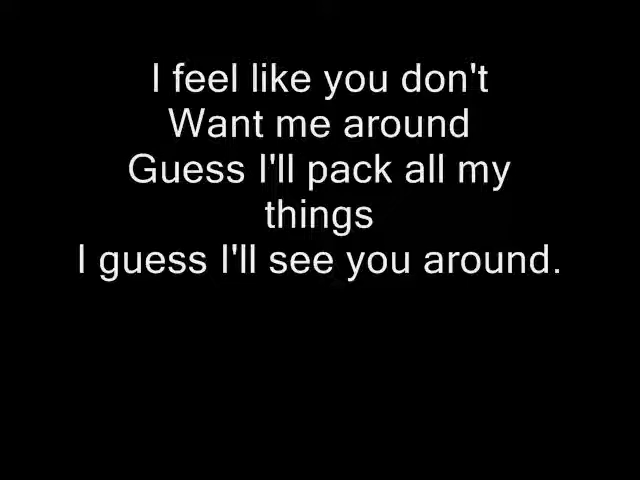 I feel like you don't
Want me around
Guess I'll pack all my
things
I guess I'll see you around.